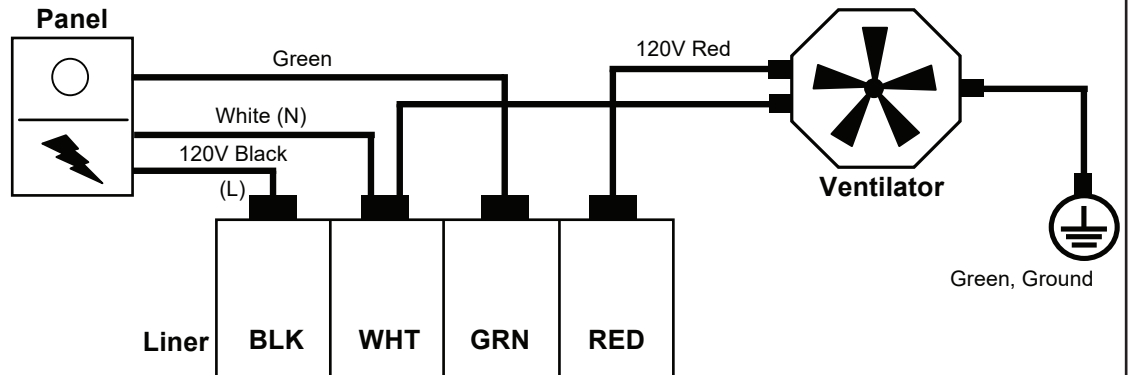 Panel
Green
120V Red
White (N)
120V Black
(L)
Ventilator
Green, Ground
Liner
BLK
WHT
GRN
RED